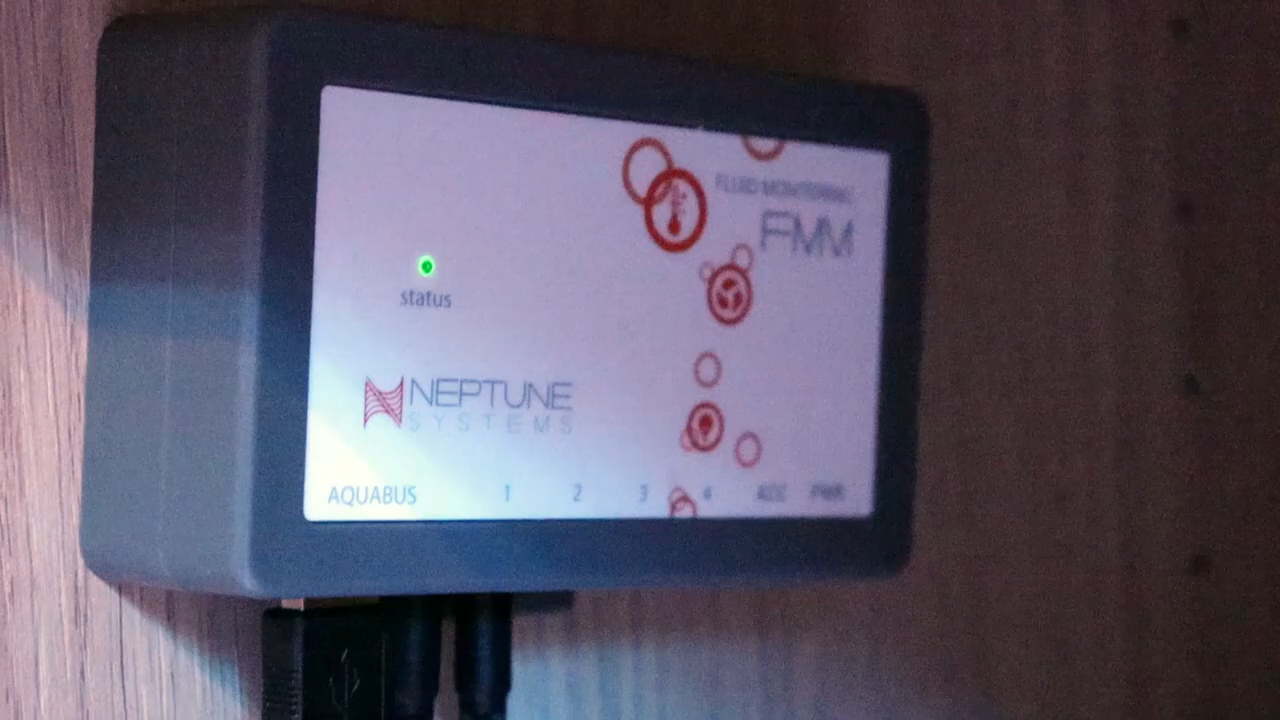 FLUID MONITORING
FMM
status
NEPTUNE
SYSTEMS
AQUABUS 1 2 3 4 ACC PWR